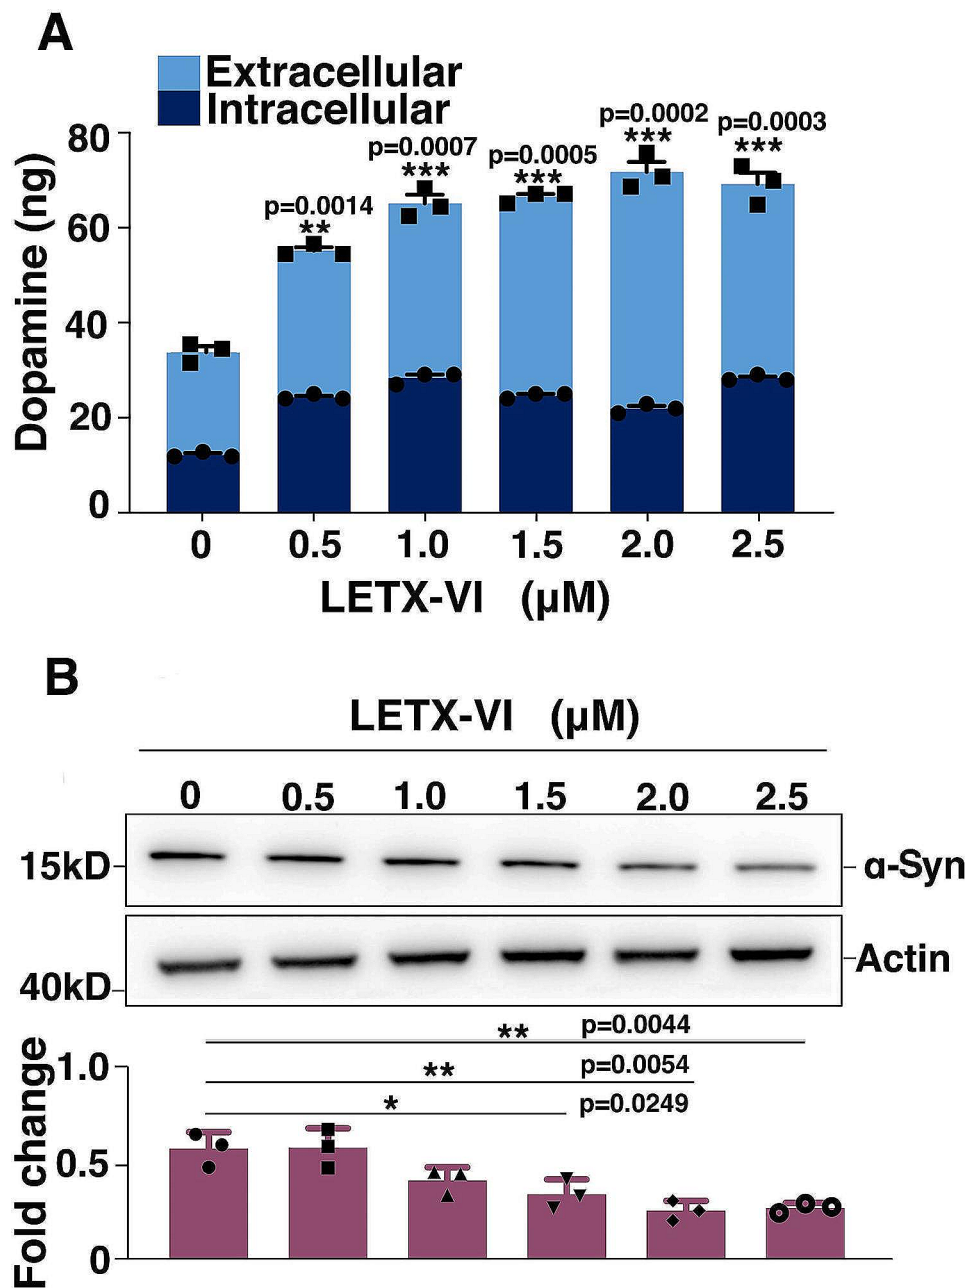 A
Extracellular
Intracellular
Dopamine (ng)
80
60
40
20
0
p=0.0014
**
p=0.0007
***
p=0.0005
***
p=0.0002
***
p=0.0003
***
0 0.5 1.0 1.5 2.0 2.5
LETX-VI (μM)
B
LETX-VI (μM)
0 0.5 1.0 1.5 2.0 2.5
15kD
α-Syn
Actin
40kD
** p=0.0044
** p=0.0054
* p=0.0249
Fold change
1.0
0.5
0